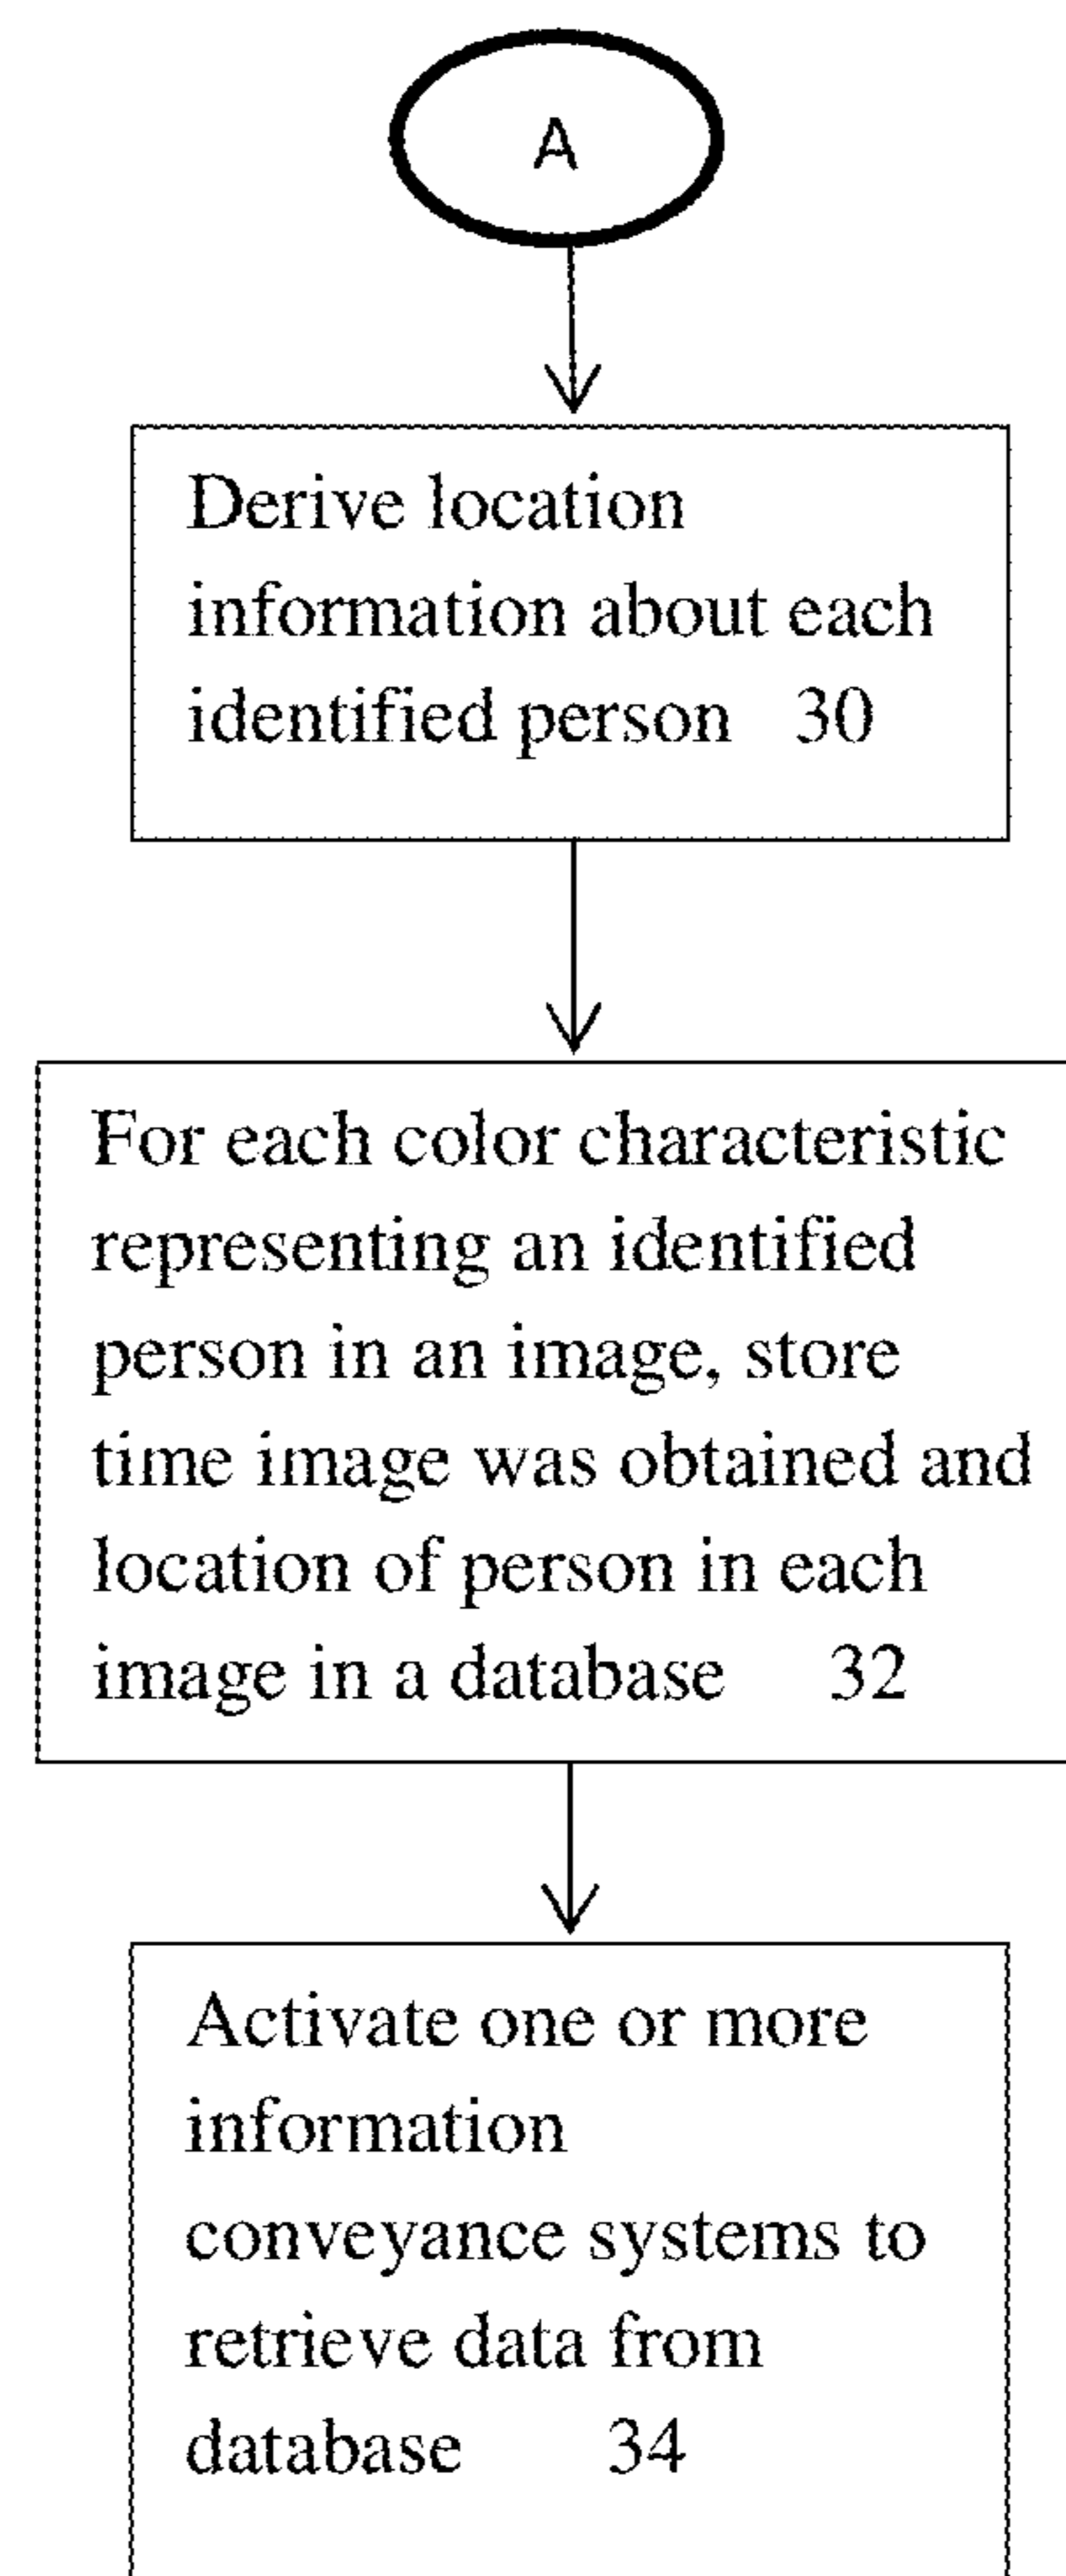 A
Derive location
information about each
identified person 30
For each color characteristic
representing an identified
person in an image, store
time image was obtained and
location of person in each
image in a database 32
Activate one or more
information
conveyance systems to
retrieve data from
database 34